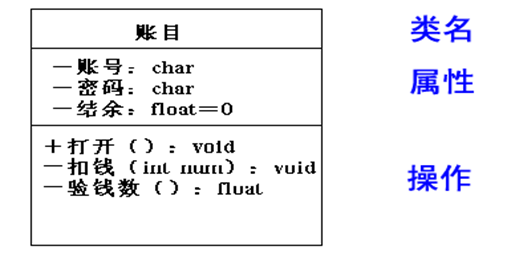 账目
类名
－账号：char
－密码：char
－结余：float＝0
属性
＋打开（）：void
－扣钱（int num）：void
－验钱数（）：float
操作